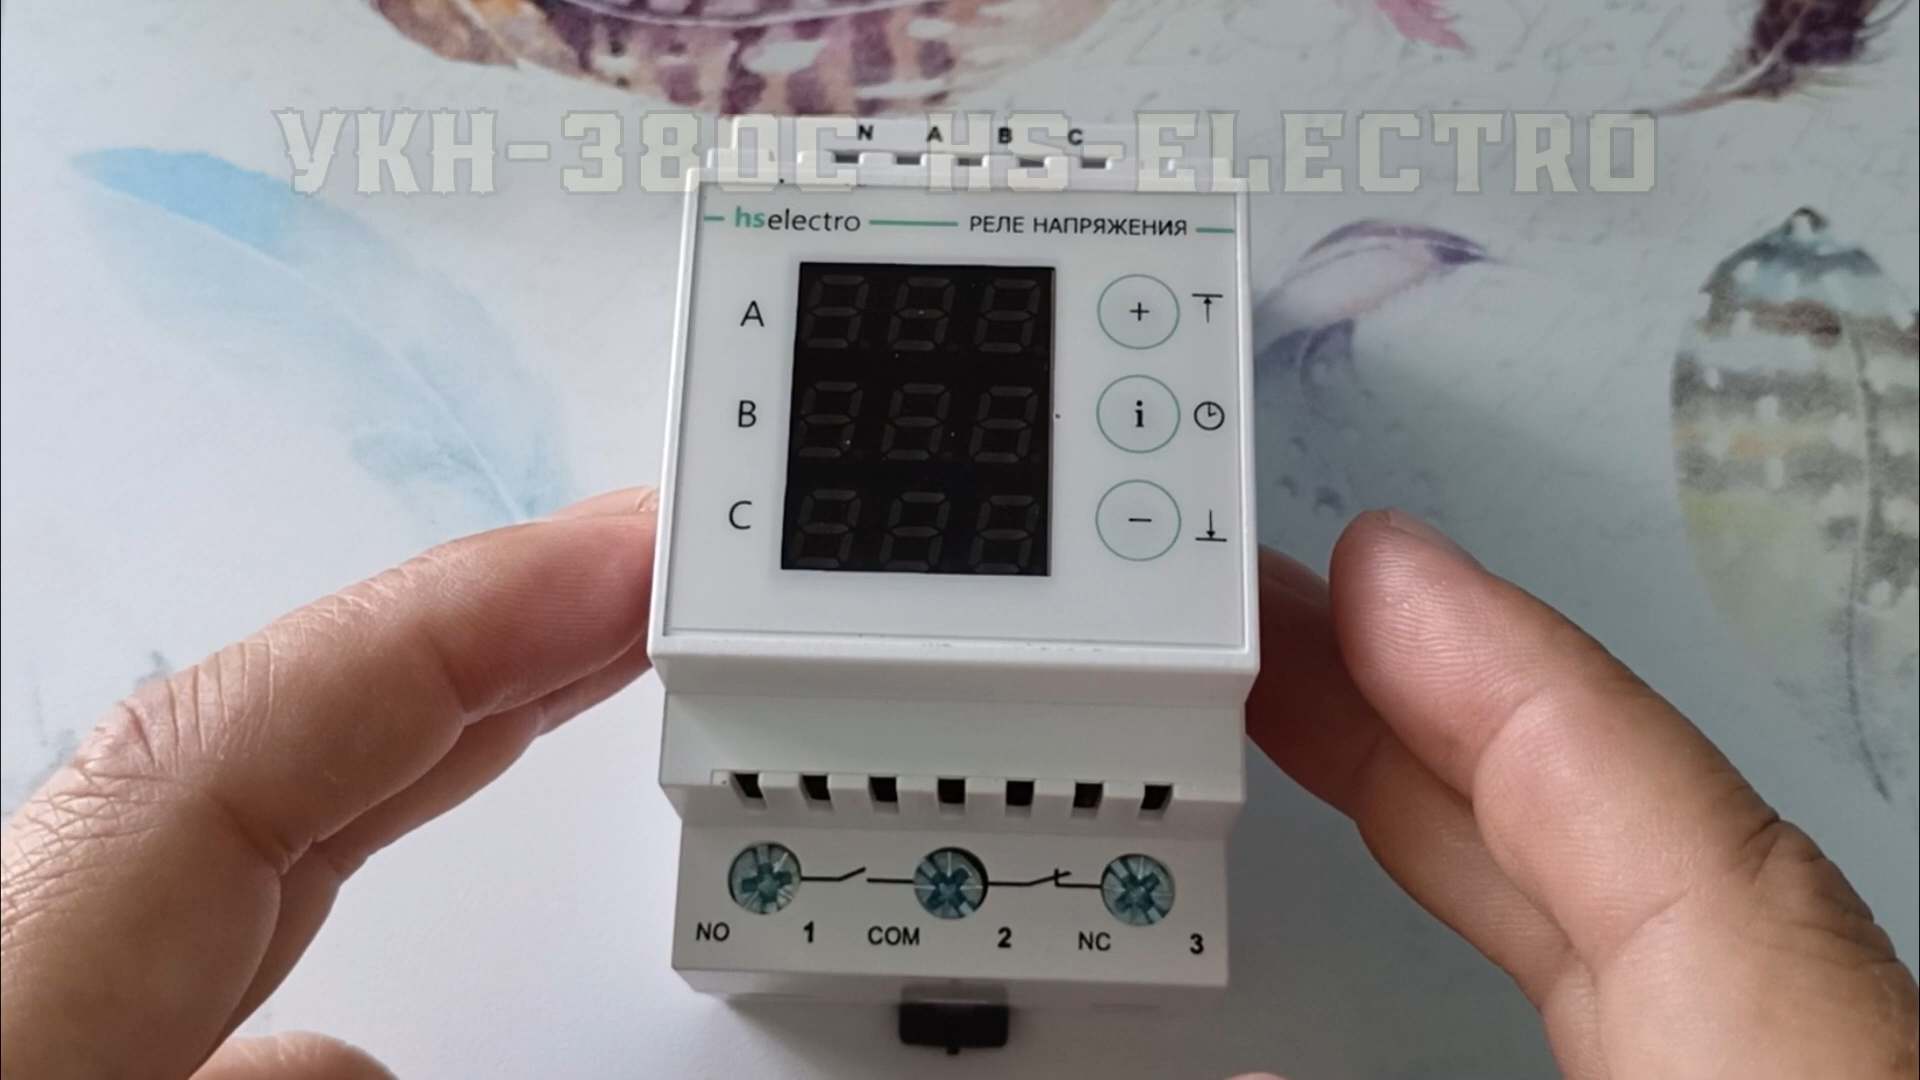 УКН-380С HS-ELECTRO
N A B C
hselectro РЕЛЕ НАПРЯЖЕНИЯ
A +
B i
C −
NO 1 COM 2 NC 3